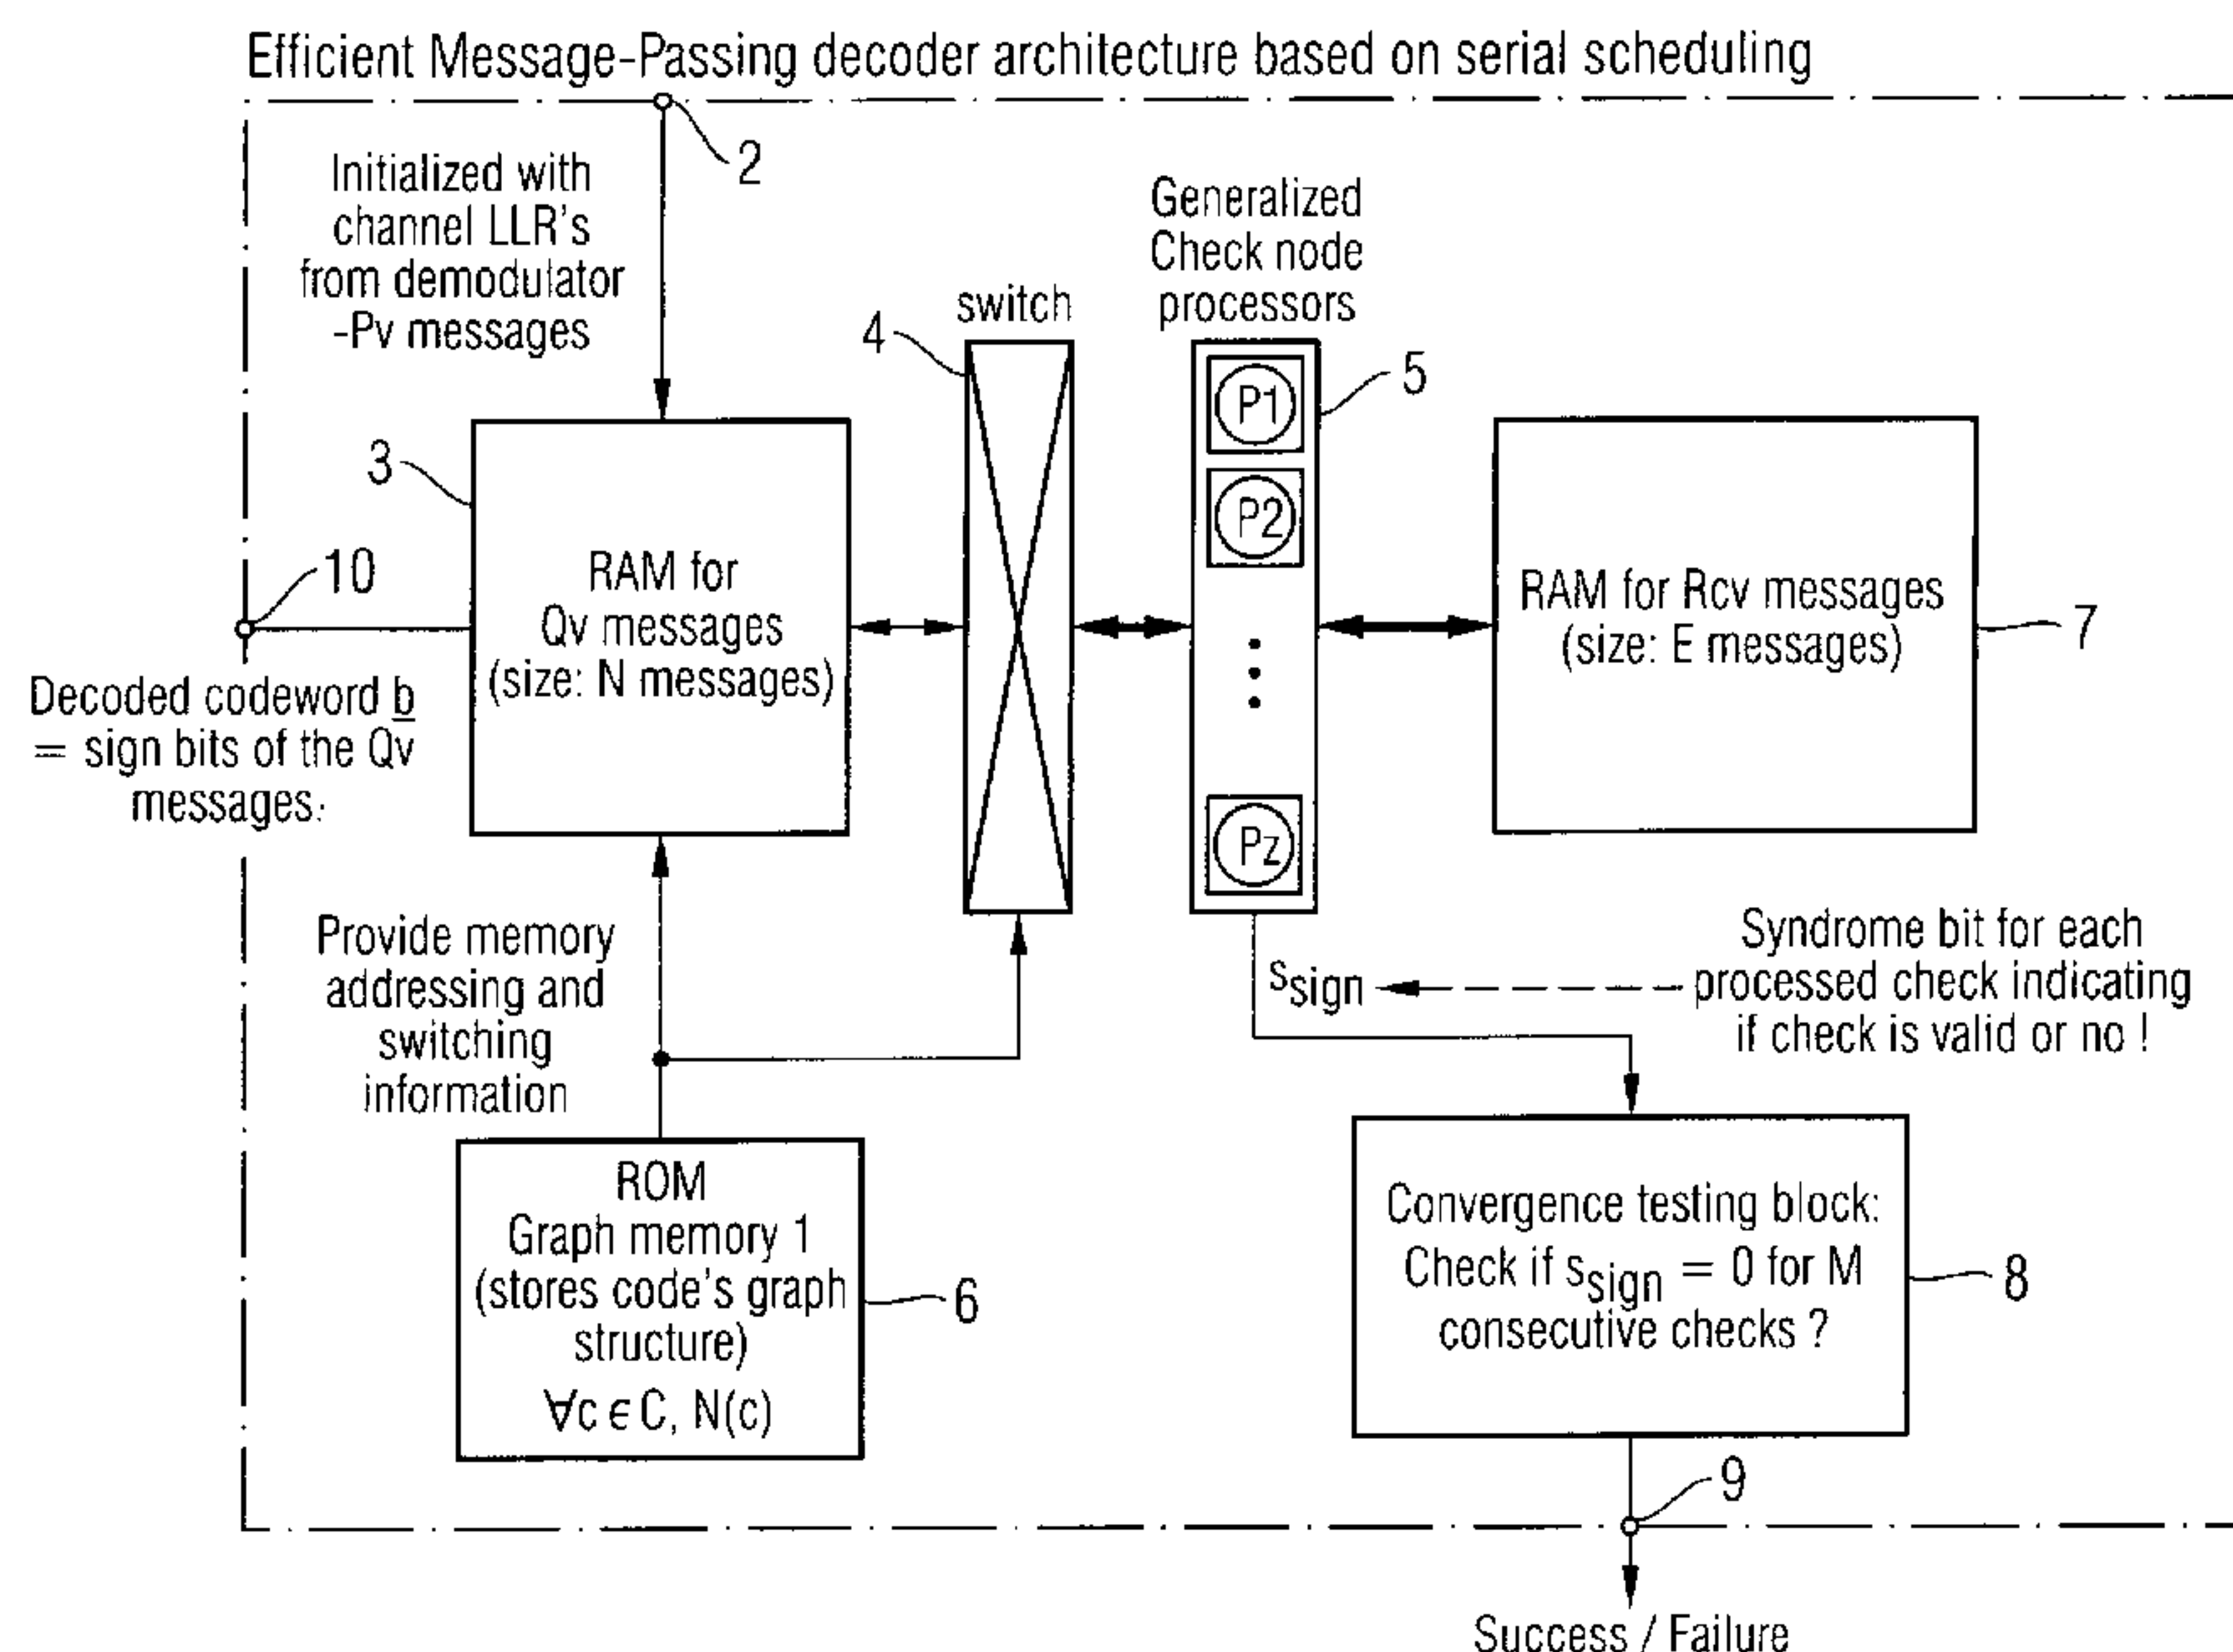 Efficient Message-Passing decoder architecture based on serial scheduling
2
Initialized with
channel LLR's
from demodulator
-Pv messages
Generalized
Check node
processors
switch
4
5
P1
P2
Pz
3
RAM for
Qv messages
(size: N messages)
RAM for Rcv messages
(size: E messages)
7
10
Decoded codeword b
= sign bits of the Qv
messages.
Provide memory
addressing and
switching
information
Ssign
Syndrome bit for each
processed check indicating
if check is valid or no !
ROM
Graph memory 1
(stores code's graph
structure)
∀c ϵ C, N(c)
6
Convergence testing block:
Check if ssign = 0 for M
consecutive checks ?
8
9
Success / Failure